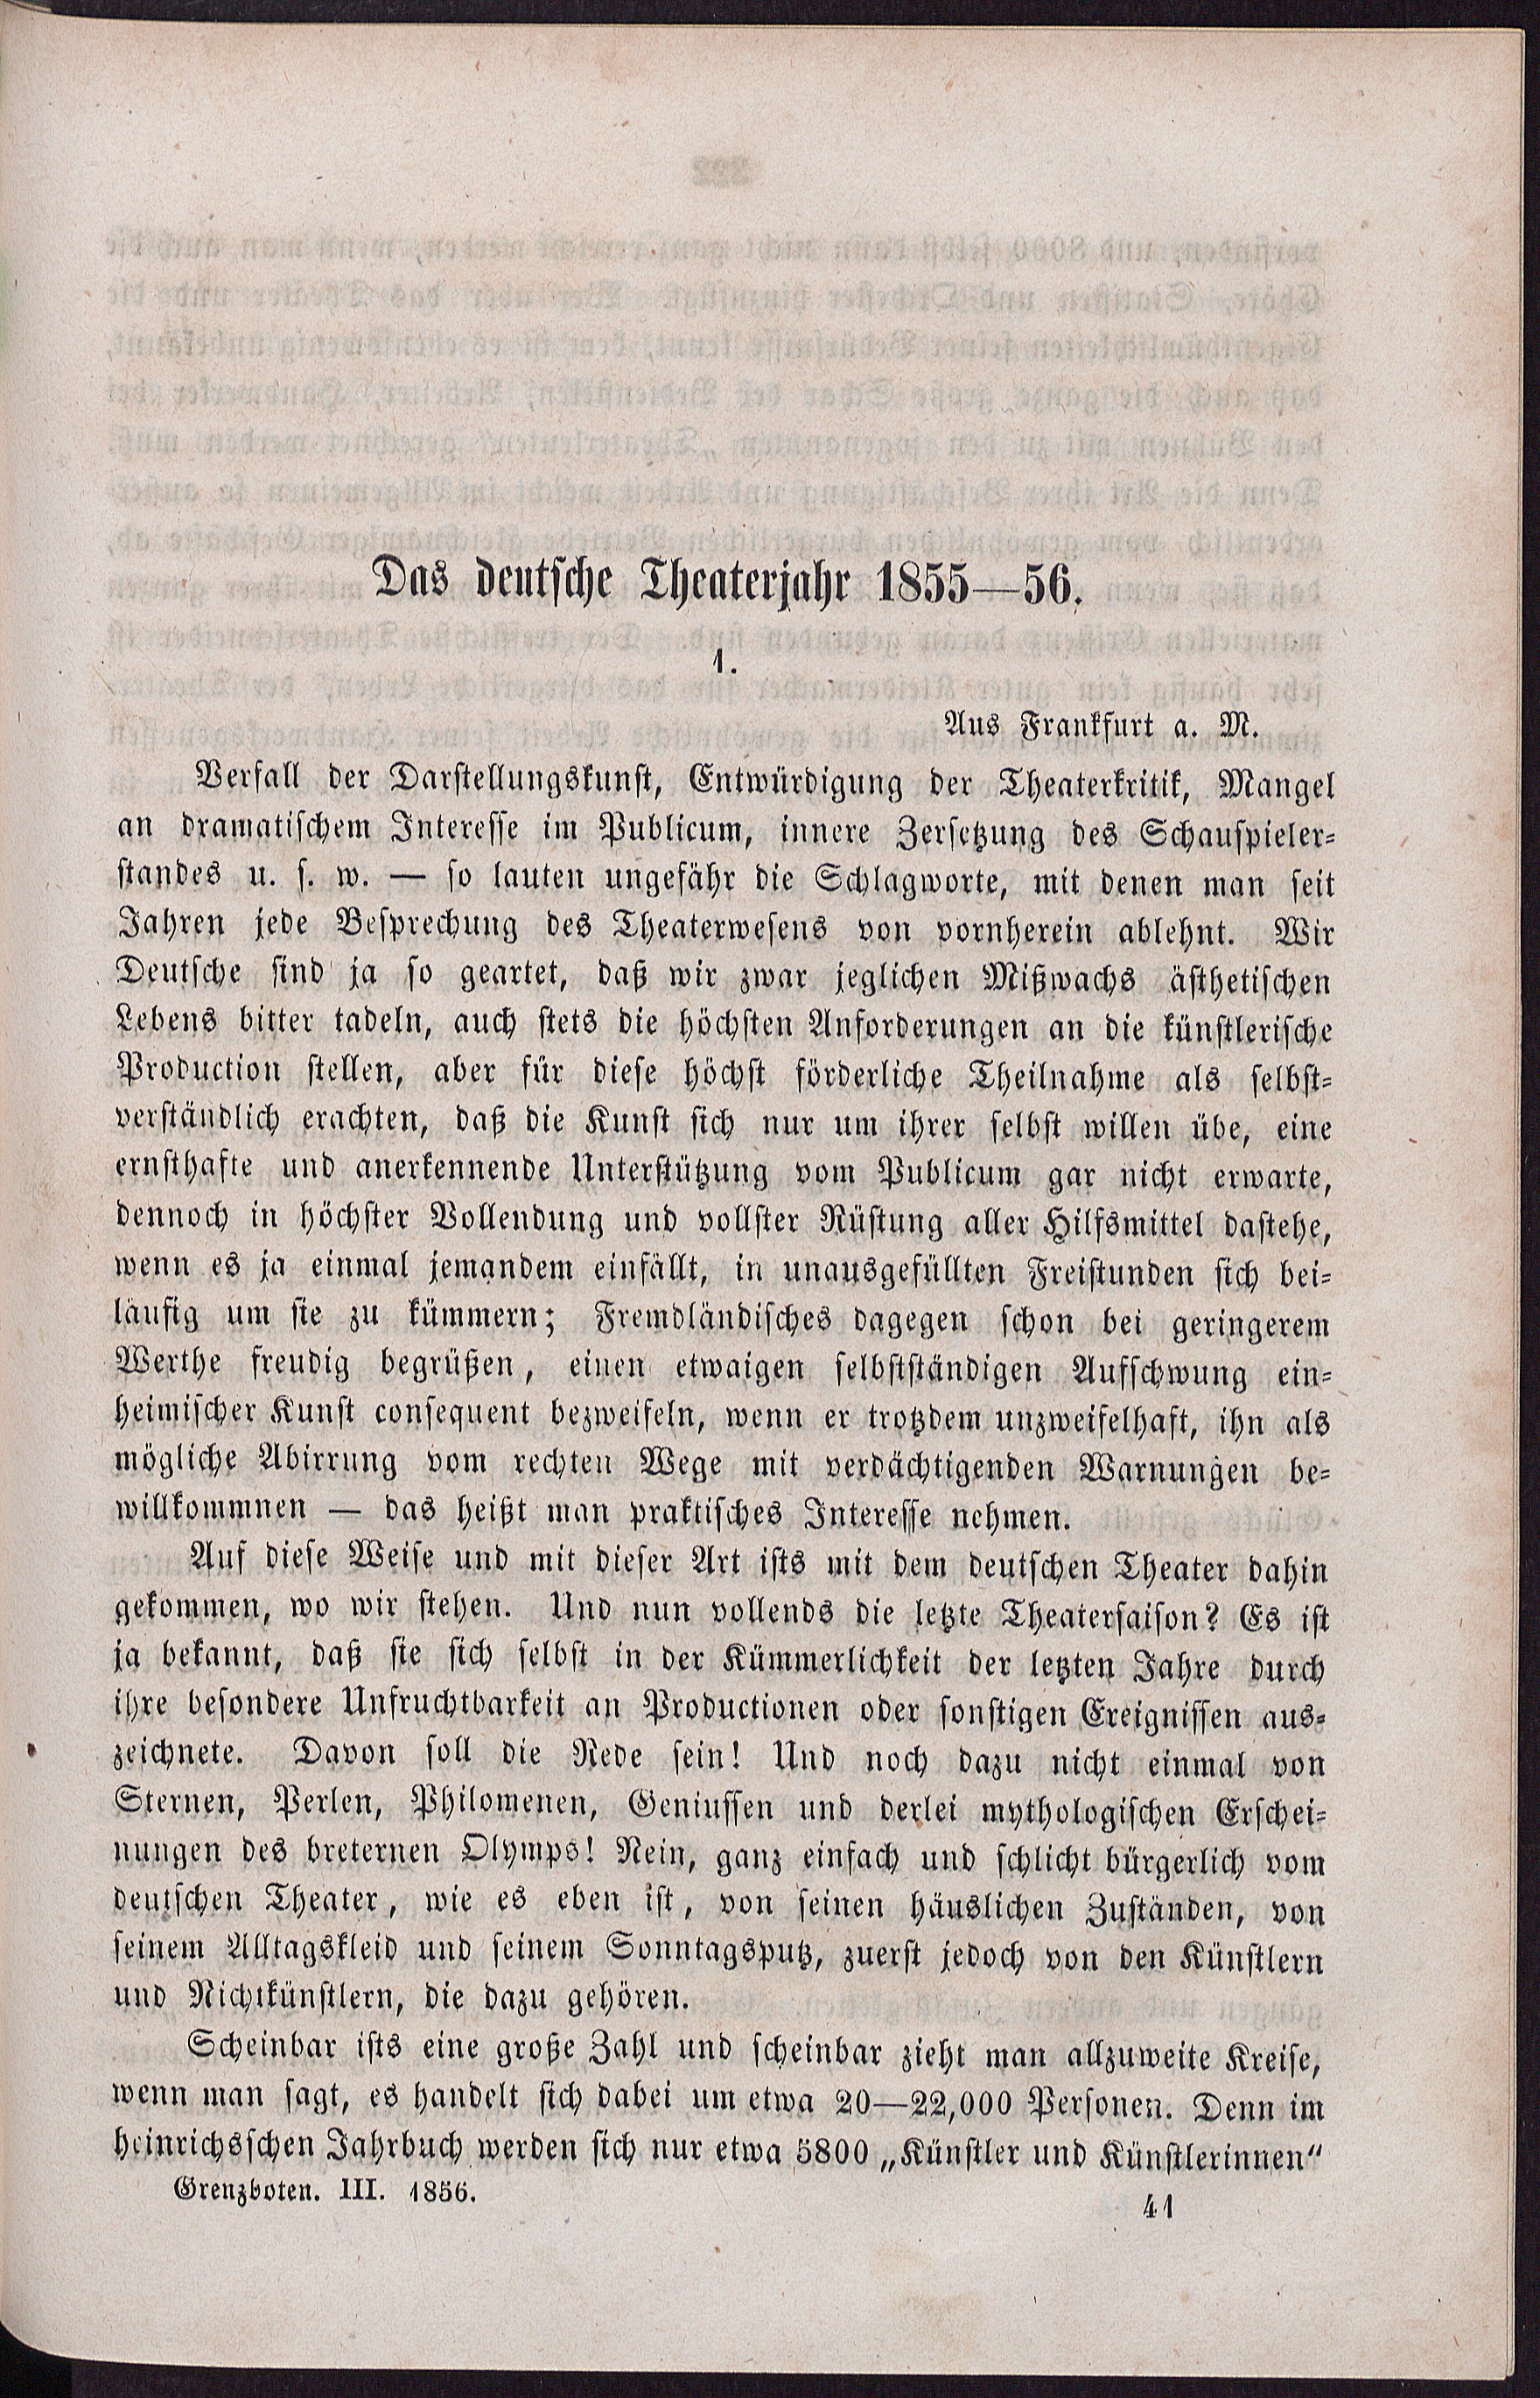 Das deutsche Theaterjahr 1855—56.
1.
Aus Frankfurt a. M.
Verfall der Darstellungskunst, Entwürdigung der Theaterkritik, Mangel
an dramatischem Interesse im Publicum, innere Zersetzung des Schauspieler-
standes u. s. w. — so lauten ungefähr die Schlagworte, mit denen man seit
Jahren jede Besprechung des Theaterwesens von vornherein ablehnt. Wir
Deutsche sind ja so geartet, daß wir zwar jeglichen Mißwachs ästhetischen
Lebens bitter tadeln, auch stets die höchsten Anforderungen an die künstlerische
Production stellen, aber für diese höchst förderliche Theilnahme als selbst-
verständlich erachten, daß die Kunst sich nur um ihrer selbst willen übe, eine
ernsthafte und anerkennende Unterstützung vom Publicum gar nicht erwarte,
dennoch in höchster Vollendung und vollster Rüstung aller Hilfsmittel dastehe,
wenn es ja einmal jemandem einfällt, in unausgefüllten Freistunden sich bei-
läufig um sie zu kümmern; Fremdländisches dagegen schon bei geringerem
Werthe freudig begrüßen, einen etwaigen selbstständigen Aufschwung ein-
heimischer Kunst consequent bezweifeln, wenn er trotzdem unzweifelhaft, ihn als
mögliche Abirrung vom rechten Wege mit verdächtigenden Warnungen be-
willkommnen — das heißt man praktisches Interesse nehmen.
Auf diese Weise und mit dieser Art ists mit dem deutschen Theater dahin
gekommen, wo wir stehen. Und nun vollends die letzte Theatersaison? Es ist
ja bekannt, daß sie sich selbst in der Kümmerlichkeit der letzten Jahre durch
ihre besondere Unfruchtbarkeit an Productionen oder sonstigen Ereignissen aus-
zeichnete. Davon soll die Rede sein! Und noch dazu nicht einmal von
Sternen, Perlen, Philomenen, Geniussen und derlei mythologischen Erschei-
nungen des breternen Olymps! Nein, ganz einfach und schlicht bürgerlich vom
deutschen Theater, wie es eben ist, von seinen häuslichen Zuständen, von
seinem Alltagskleid und seinem Sonntagsputz, zuerst jedoch von den Künstlern
und Nichtkünstlern, die dazu gehören.
Scheinbar ists eine große Zahl und scheinbar zieht man allzuweite Kreise,
wenn man sagt, es handelt sich dabei um etwa 20—22,000 Personen. Denn im
heinrichsschen Jahrbuch werden sich nur etwa 5800 „Künstler und Künstlerinnen“
Grenzboten. III. 1856.
41